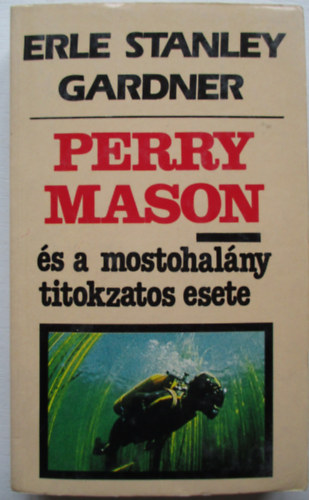 ERLE STANLEY
GARDNER
PERRY
MASON
és a mostohalány
titokzatos esete